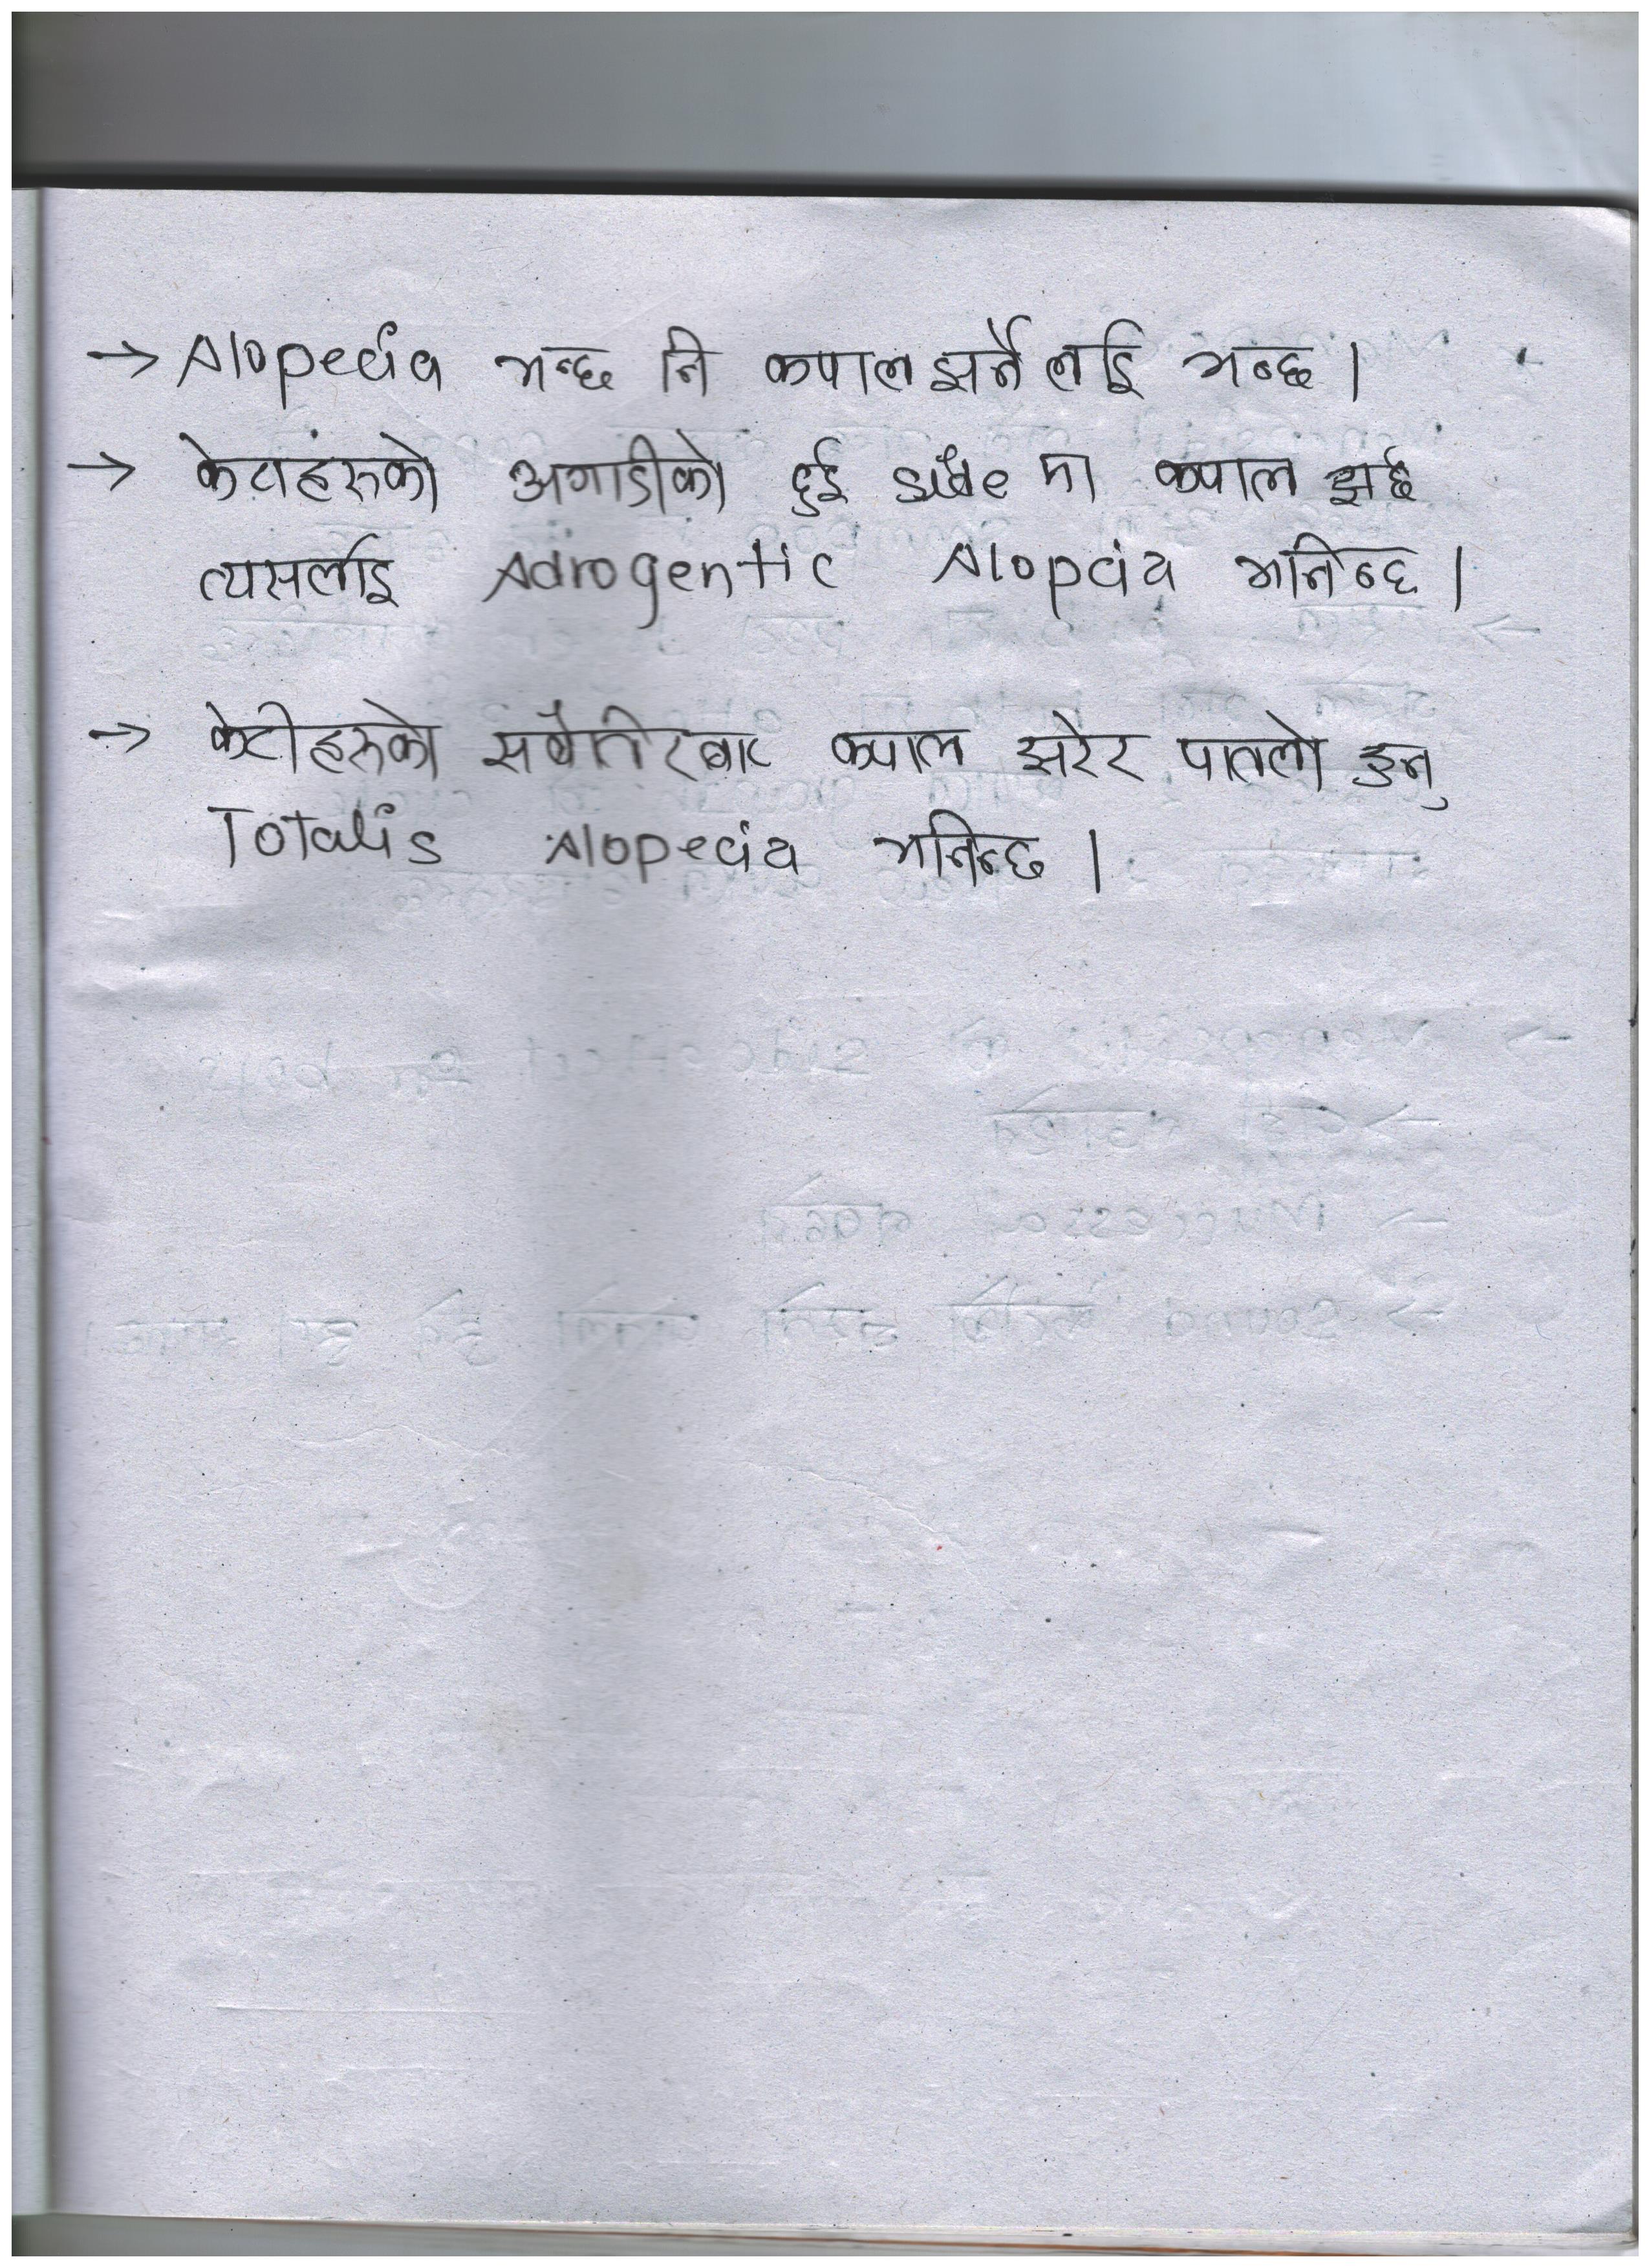 → Alopecia भन्छ नि कपाल झर्नेलाई भन्छ ।
→ केटाहंरुको अगाडीको दुई side मा कपाल झर्छ
त्यसलाई Adrogentic Alopcia भनिन्छ ।
→ केटीहरुको सबैतिरबाट कपाल झरेर पातलो हुनु
Totalis Alopecia भनिन्छ ।